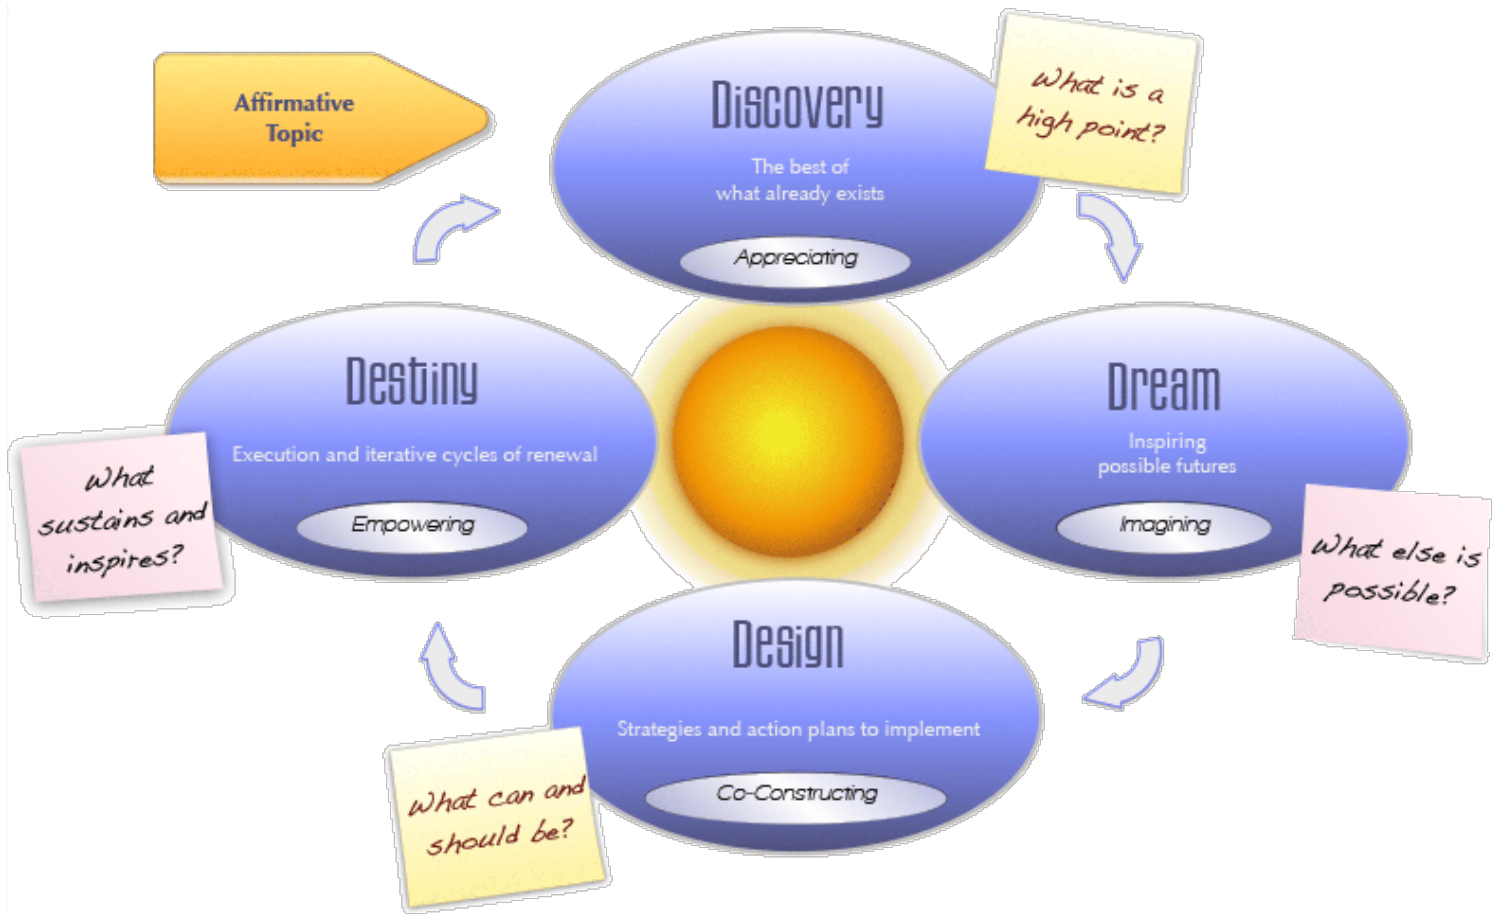 Affirmative
Topic
Discovery
The best of
what already exists
Appreciating
What is a
high point?
Dream
Inspiring
possible futures
Imagining
What else is
possible?
Design
Strategies and action plans to implement
Co-Constructing
What can and
should be?
Destiny
Execution and iterative cycles of renewal
Empowering
What
sustains and
inspires?